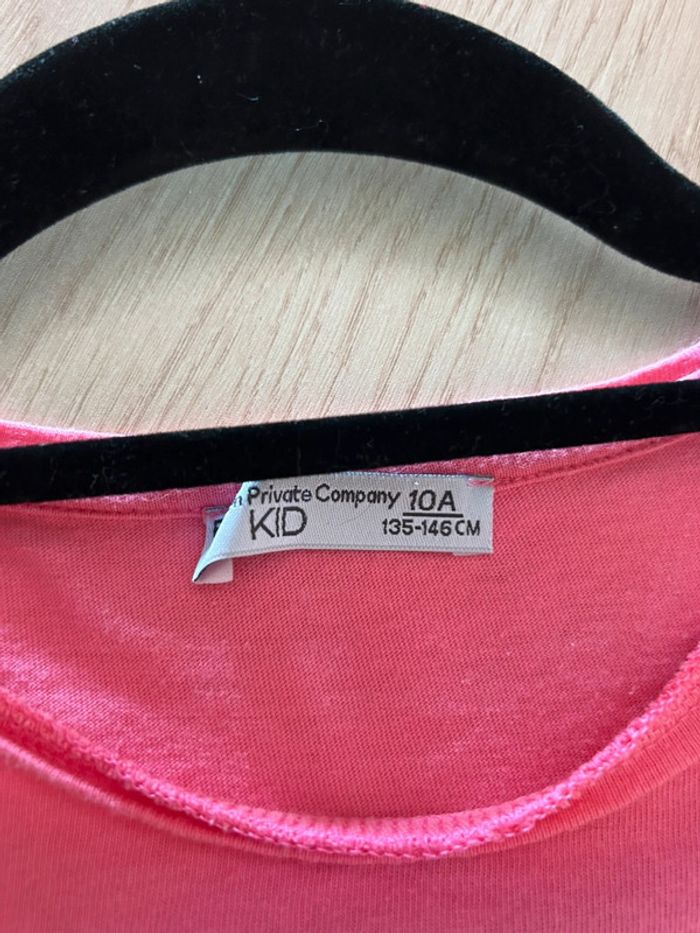 Private Company 10A
KID 135-146 CM